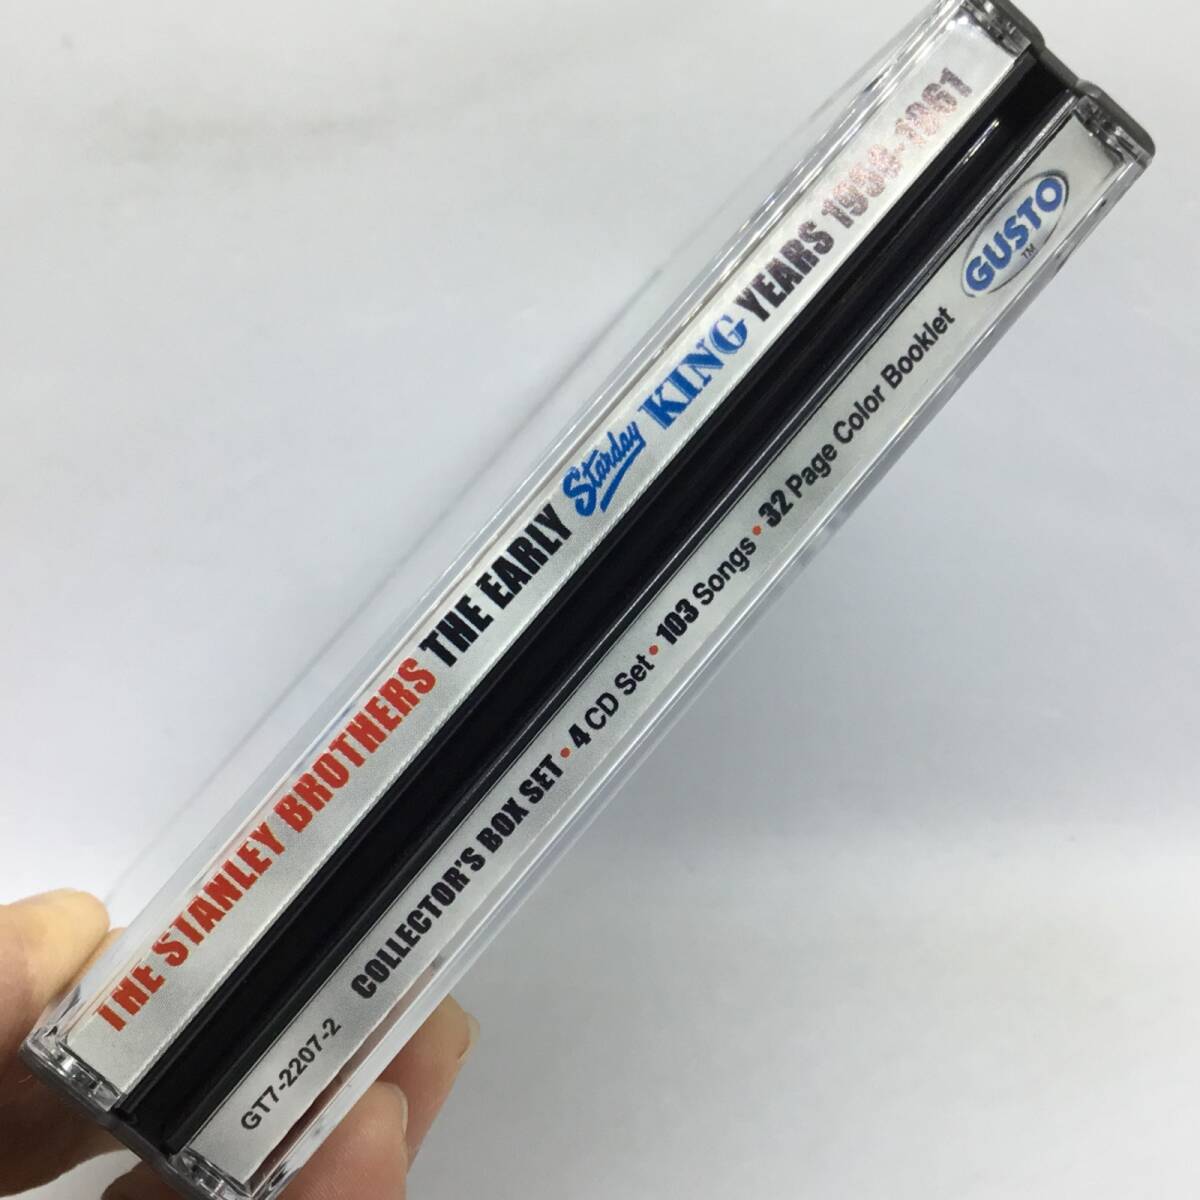 THE STANLEY BROTHERS THE EARLY Starday KING YEARS 1958-1961
GT7-2207-2 COLLECTOR'S BOX SET • 4 CD Set • 103 Songs • 32 Page Color Booklet GUSTO TM